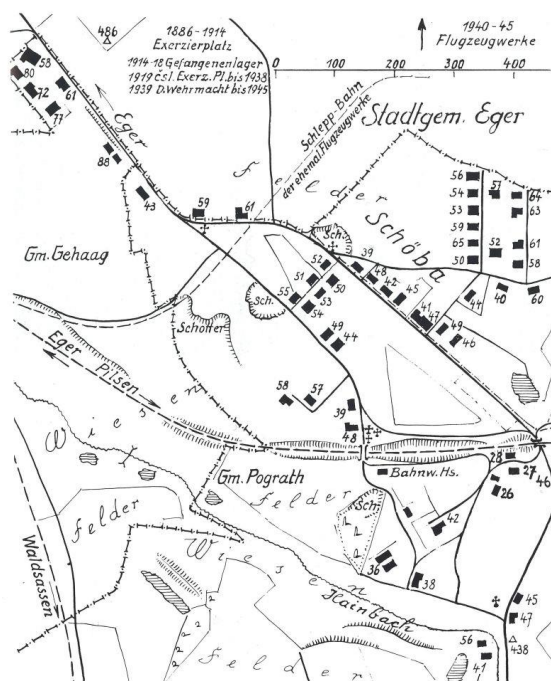 486
1886-1914
Exerzierplatz
1914-18 Gefangenenlager
1919 Čsl. Exerz. Pl. bis 1938
1939 D. Wehrmacht bis 1945
1940-45
Flugzeugwerke
0 100 200 300 400
58
80
72
61
77
Eger
88
43
Schlepp-Bahn
der ehemal. Flugzeugwerke
Stadtgem. Eger
Felder
Schöba
56
54
53
59
65
50
57
52
64
63
61
58
59
61
Gm. Gehaag
Sch.
52
39
48
42
45
51
50
55
53
54
Sch.
41
47
49
46
44
40
60
Schotter
49
44
Eger
Pilsen
58
57
39
48
Wiesen
Gm. Pograth
Felder
Bahnw. Hs.
28
27
46
26
Sch.
42
Felder
Wiesen
Waldsassen
36
38
Hainbach
45
47
438
56
41
Felder